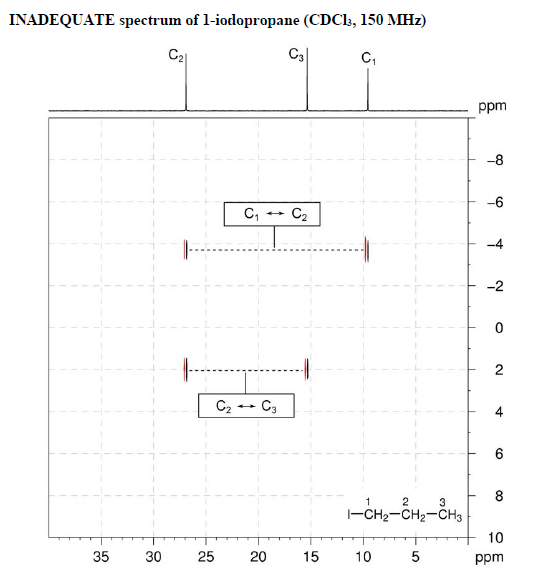 INADEQUATE spectrum of 1-iodopropane (CDCl₃, 150 MHz)
C₂ C₃ C₁
ppm
-8
-6
C₁ ↔ C₂
-4
-2
0
2
C₂ ↔ C₃
4
6
8
1 2 3
I-CH₂-CH₂-CH₃
10
35 30 25 20 15 10 5 ppm